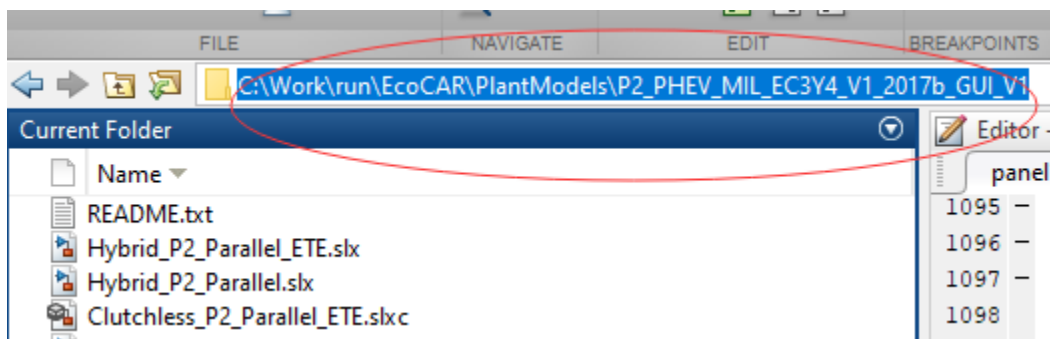 FILE NAVIGATE EDIT BREAKPOINTS
C:\Work\run\EcoCAR\PlantModels\P2_PHEV_MIL_EC3Y4_V1_2017b_GUI_V1
Current Folder
Editor -
Name
panel
README.txt
1095 –
Hybrid_P2_Parallel_ETE.slx
1096 –
Hybrid_P2_Parallel.slx
1097 –
Clutchless_P2_Parallel_ETE.slxc
1098